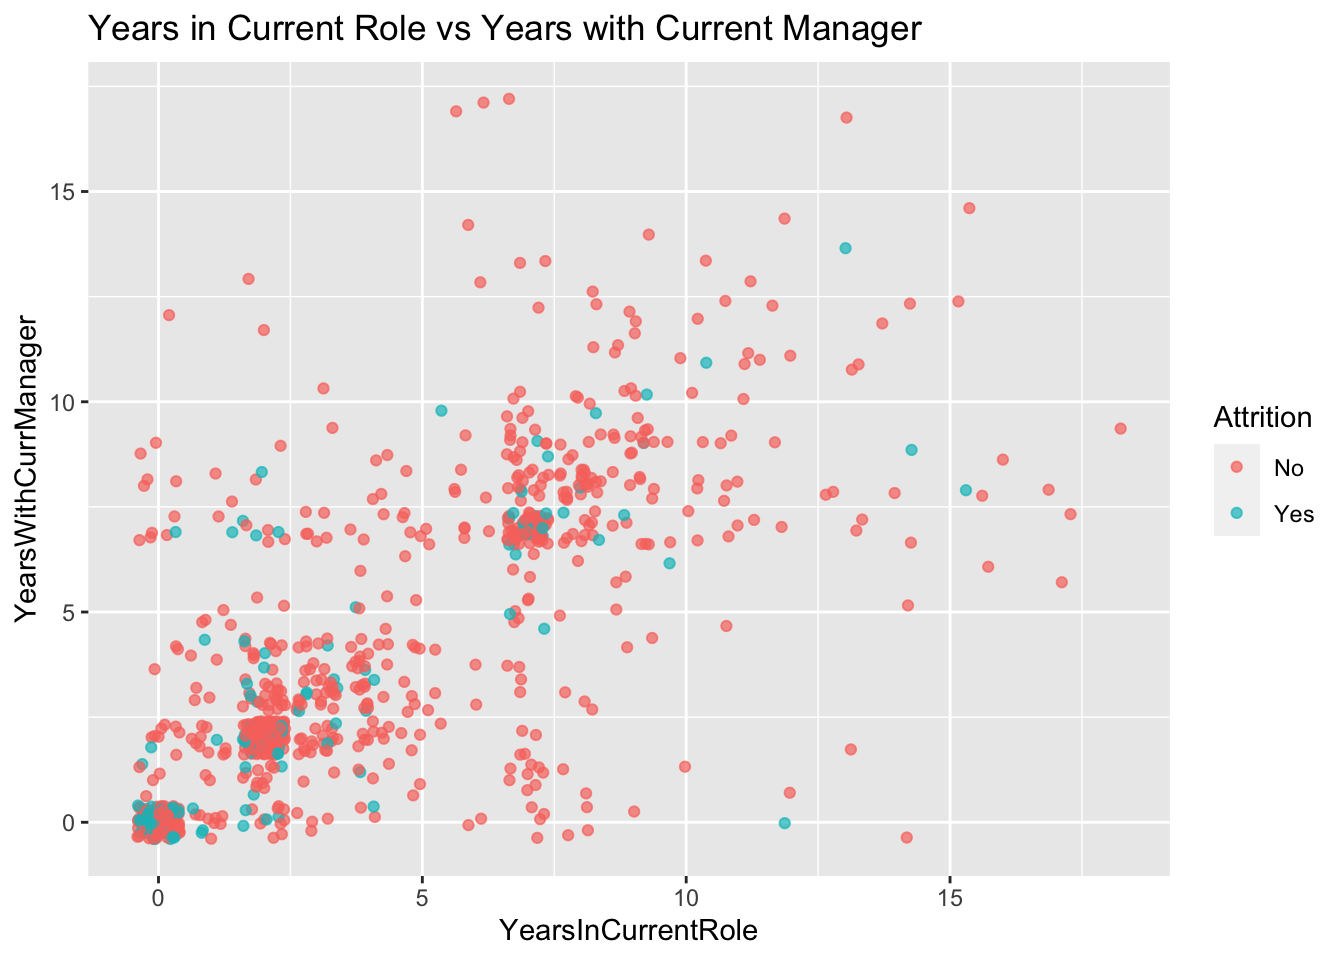 Years in Current Role vs Years with Current Manager
YearsWithCurrManager
15
10
5
0
0
5
10
15
YearsInCurrentRole
Attrition
No
Yes